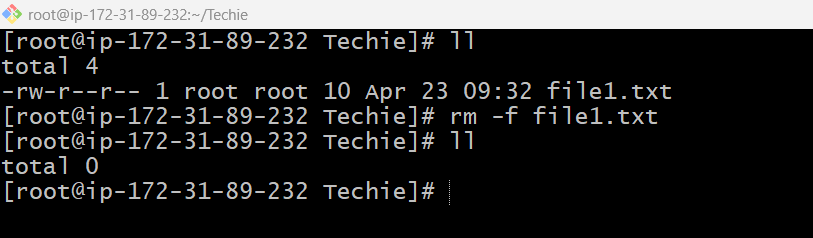 root@ip-172-31-89-232:~/Techie
[root@ip-172-31-89-232 Techie]# ll
total 4
-rw-r--r-- 1 root root 10 Apr 23 09:32 file1.txt
[root@ip-172-31-89-232 Techie]# rm -f file1.txt
[root@ip-172-31-89-232 Techie]# ll
total 0
[root@ip-172-31-89-232 Techie]#